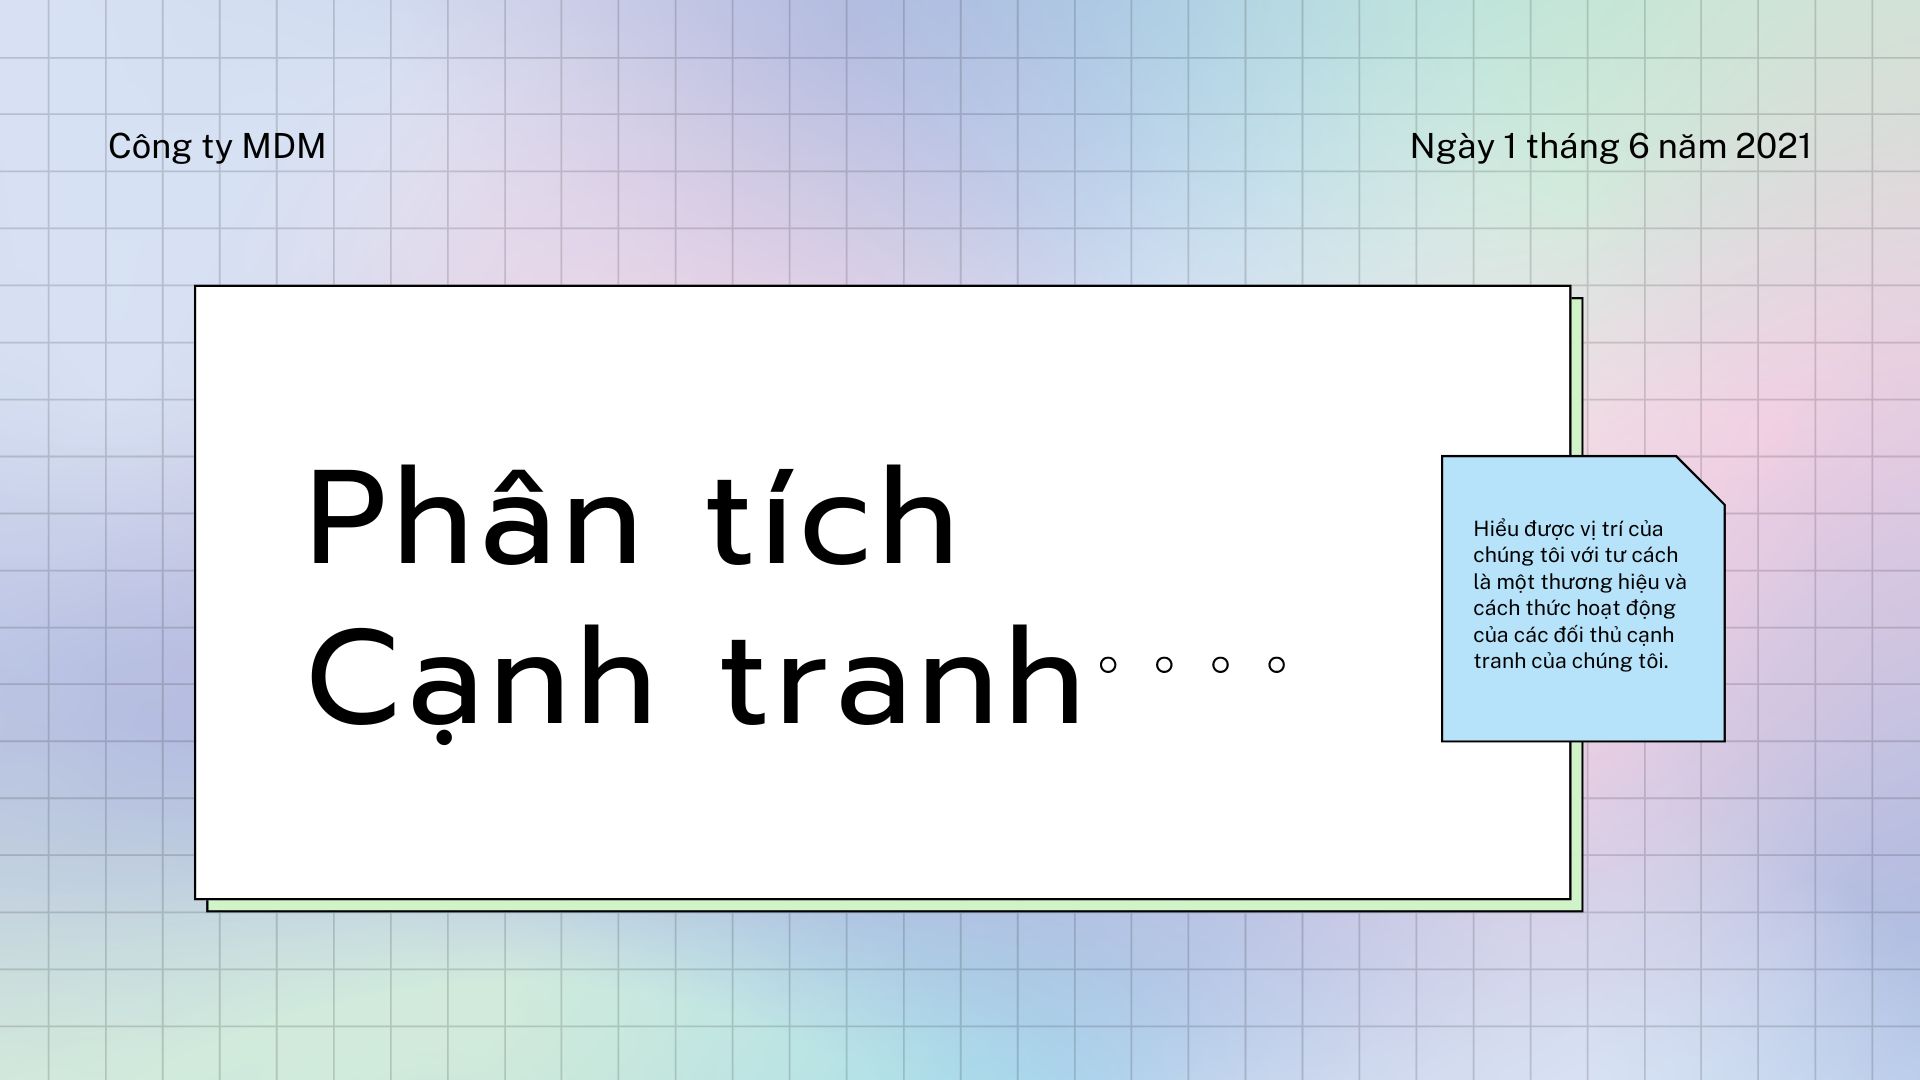 Công ty MDM
Ngày 1 tháng 6 năm 2021
Phân tích
Cạnh tranh
Hiểu được vị trí của
chúng tôi với tư cách
là một thương hiệu và
cách thức hoạt động
của các đối thủ cạnh
tranh của chúng tôi.